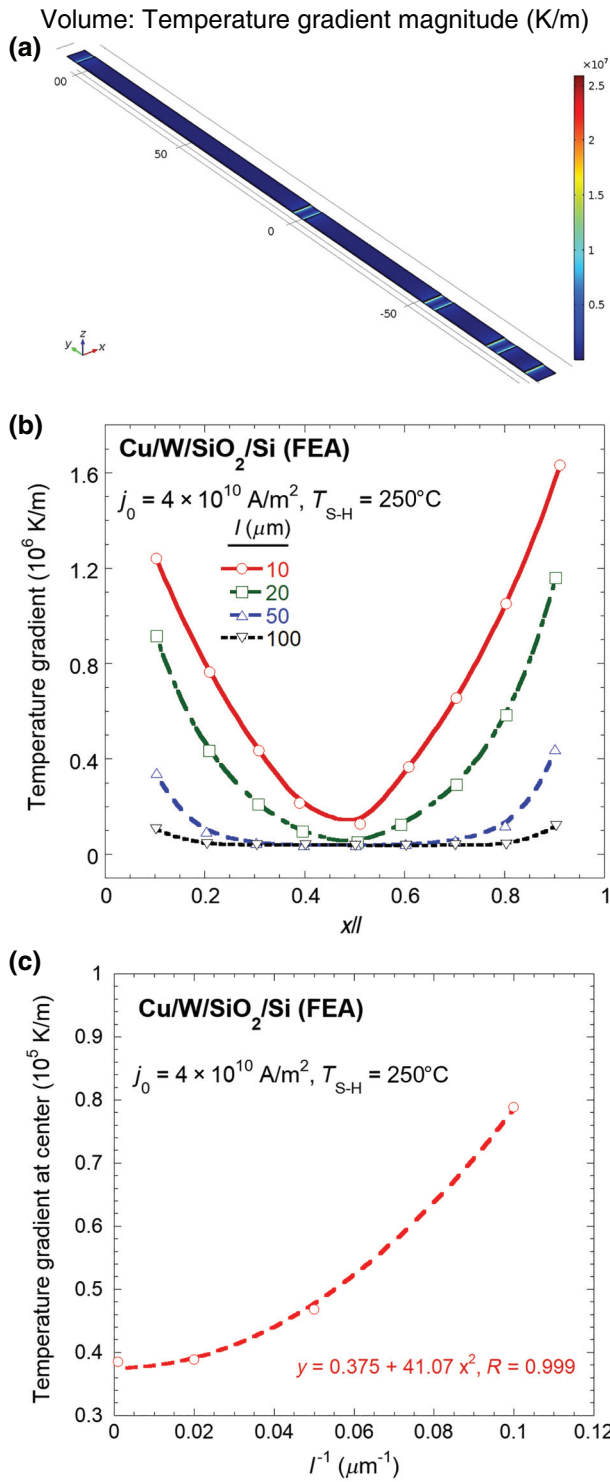 Volume: Temperature gradient magnitude (K/m)
(a)
×10⁷
2.5
2
1.5
1
0.5
00
50
0
-50
y z x
(b)
Cu/W/SiO₂/Si (FEA)
j₀ = 4 × 10¹⁰ A/m², T_S-H = 250°C
l (μm)
10
20
50
100
Temperature gradient (10⁶ K/m)
1.6
1.2
0.8
0.4
0
0 0.2 0.4 0.6 0.8 1
x/l
(c)
Cu/W/SiO₂/Si (FEA)
j₀ = 4 × 10¹⁰ A/m², T_S-H = 250°C
Temperature gradient at center (10⁵ K/m)
1
0.9
0.8
0.7
0.6
0.5
0.4
0.3
y = 0.375 + 41.07 x², R = 0.999
0 0.02 0.04 0.06 0.08 0.1 0.12
l⁻¹ (μm⁻¹)